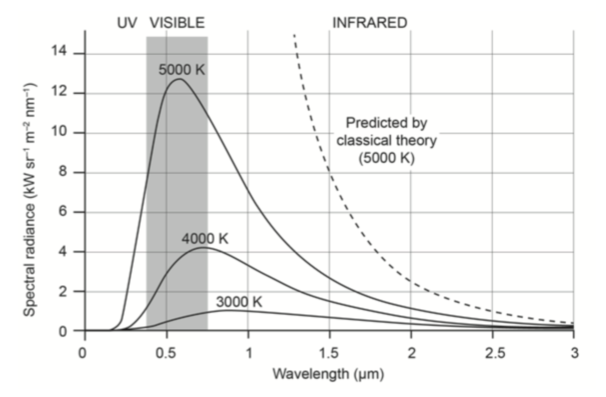 UV VISIBLE INFRARED
14
12
10
8
6
4
2
0
Spectral radiance (kW sr⁻¹ m⁻² nm⁻¹)
5000 K
Predicted by
classical theory
(5000 K)
4000 K
3000 K
0 0.5 1 1.5 2 2.5 3
Wavelength (µm)